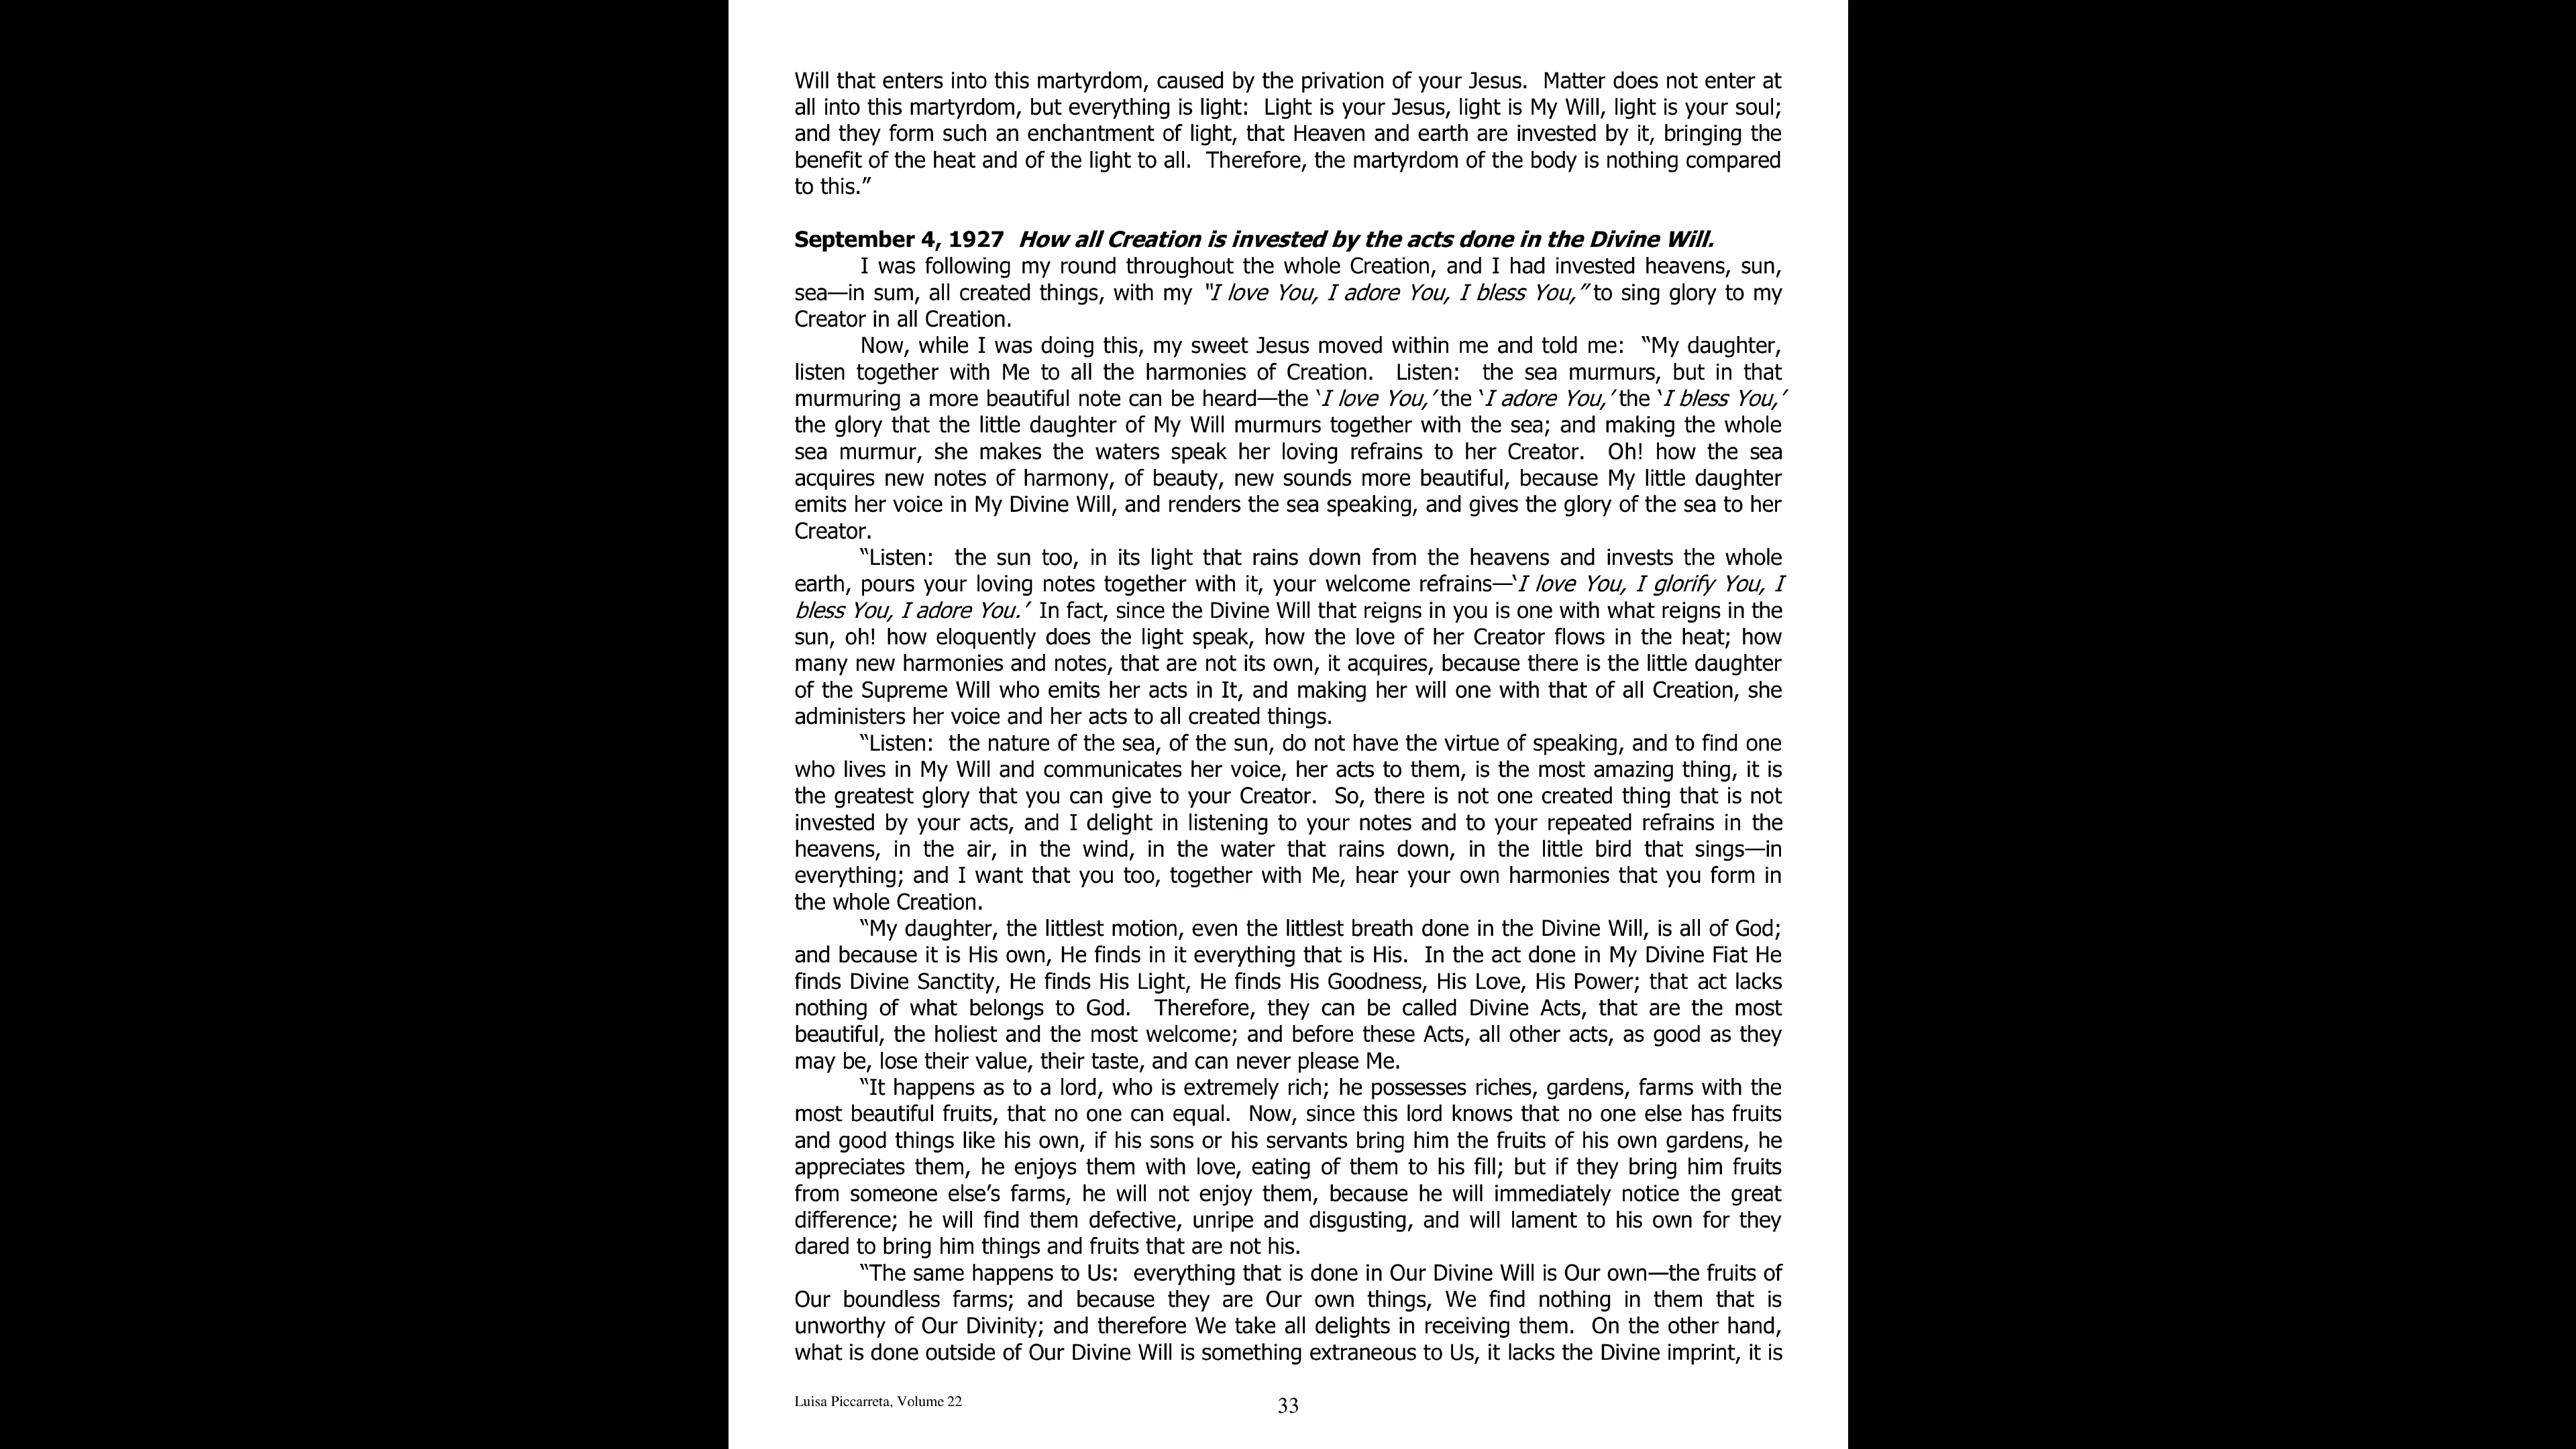 Will that enters into this martyrdom, caused by the privation of your Jesus.  Matter does not enter at
all into this martyrdom, but everything is light:  Light is your Jesus, light is My Will, light is your soul;
and they form such an enchantment of light, that Heaven and earth are invested by it, bringing the
benefit of the heat and of the light to all.  Therefore, the martyrdom of the body is nothing compared
to this.”
September 4, 1927  How all Creation is invested by the acts done in the Divine Will.
I was following my round throughout the whole Creation, and I had invested heavens, sun,
sea—in sum, all created things, with my "I love You, I adore You, I bless You,” to sing glory to my
Creator in all Creation.
Now, while I was doing this, my sweet Jesus moved within me and told me:  “My daughter,
listen together with Me to all the harmonies of Creation.  Listen:  the sea murmurs, but in that
murmuring a more beautiful note can be heard—the ‘I love You,’ the ‘I adore You,’ the ‘I bless You,’
the glory that the little daughter of My Will murmurs together with the sea; and making the whole
sea murmur, she makes the waters speak her loving refrains to her Creator.  Oh! how the sea
acquires new notes of harmony, of beauty, new sounds more beautiful, because My little daughter
emits her voice in My Divine Will, and renders the sea speaking, and gives the glory of the sea to her
Creator.
“Listen:  the sun too, in its light that rains down from the heavens and invests the whole
earth, pours your loving notes together with it, your welcome refrains—‘I love You, I glorify You, I
bless You, I adore You.’  In fact, since the Divine Will that reigns in you is one with what reigns in the
sun, oh! how eloquently does the light speak, how the love of her Creator flows in the heat; how
many new harmonies and notes, that are not its own, it acquires, because there is the little daughter
of the Supreme Will who emits her acts in It, and making her will one with that of all Creation, she
administers her voice and her acts to all created things.
“Listen:  the nature of the sea, of the sun, do not have the virtue of speaking, and to find one
who lives in My Will and communicates her voice, her acts to them, is the most amazing thing, it is
the greatest glory that you can give to your Creator.  So, there is not one created thing that is not
invested by your acts, and I delight in listening to your notes and to your repeated refrains in the
heavens, in the air, in the wind, in the water that rains down, in the little bird that sings—in
everything; and I want that you too, together with Me, hear your own harmonies that you form in
the whole Creation.
“My daughter, the littlest motion, even the littlest breath done in the Divine Will, is all of God;
and because it is His own, He finds in it everything that is His.  In the act done in My Divine Fiat He
finds Divine Sanctity, He finds His Light, He finds His Goodness, His Love, His Power; that act lacks
nothing of what belongs to God.  Therefore, they can be called Divine Acts, that are the most
beautiful, the holiest and the most welcome; and before these Acts, all other acts, as good as they
may be, lose their value, their taste, and can never please Me.
“It happens as to a lord, who is extremely rich; he possesses riches, gardens, farms with the
most beautiful fruits, that no one can equal.  Now, since this lord knows that no one else has fruits
and good things like his own, if his sons or his servants bring him the fruits of his own gardens, he
appreciates them, he enjoys them with love, eating of them to his fill; but if they bring him fruits
from someone else’s farms, he will not enjoy them, because he will immediately notice the great
difference; he will find them defective, unripe and disgusting, and will lament to his own for they
dared to bring him things and fruits that are not his.
“The same happens to Us:  everything that is done in Our Divine Will is Our own—the fruits of
Our boundless farms; and because they are Our own things, We find nothing in them that is
unworthy of Our Divinity; and therefore We take all delights in receiving them.  On the other hand,
what is done outside of Our Divine Will is something extraneous to Us, it lacks the Divine imprint, it is
Luisa Piccarreta, Volume 22
33